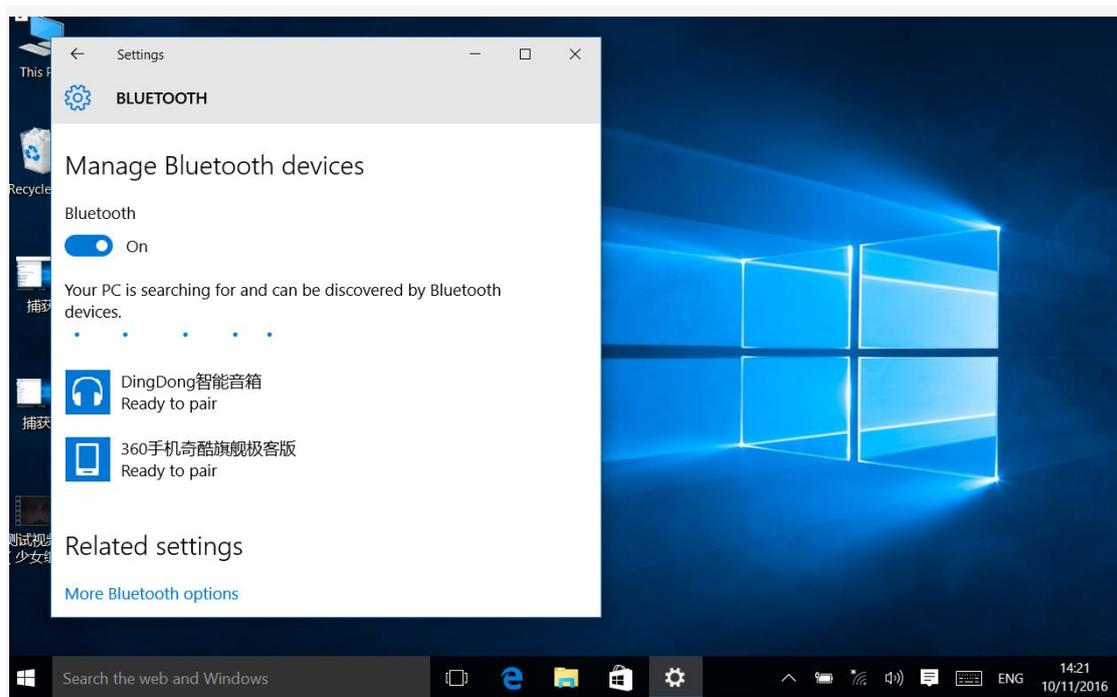 This P
Recycle
捕获
捕获
测试视频
(少女组
Settings
BLUETOOTH
Manage Bluetooth devices
Bluetooth
On
Your PC is searching for and can be discovered by Bluetooth
devices.
DingDong智能音箱
Ready to pair
360手机奇酷旗舰极客版
Ready to pair
Related settings
More Bluetooth options
Search the web and Windows
ENG
14:21
10/11/2016